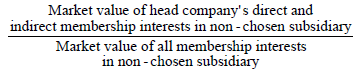 Market value of head company's direct and
indirect membership interests in non - chosen subsidiary
Market value of all membership interests
in non - chosen subsidiary